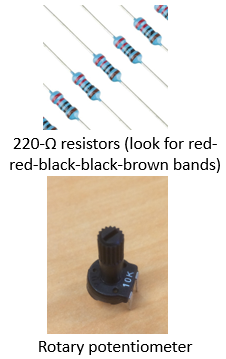 220-Ω resistors (look for red-
red-black-black-brown bands)
10K
Rotary potentiometer